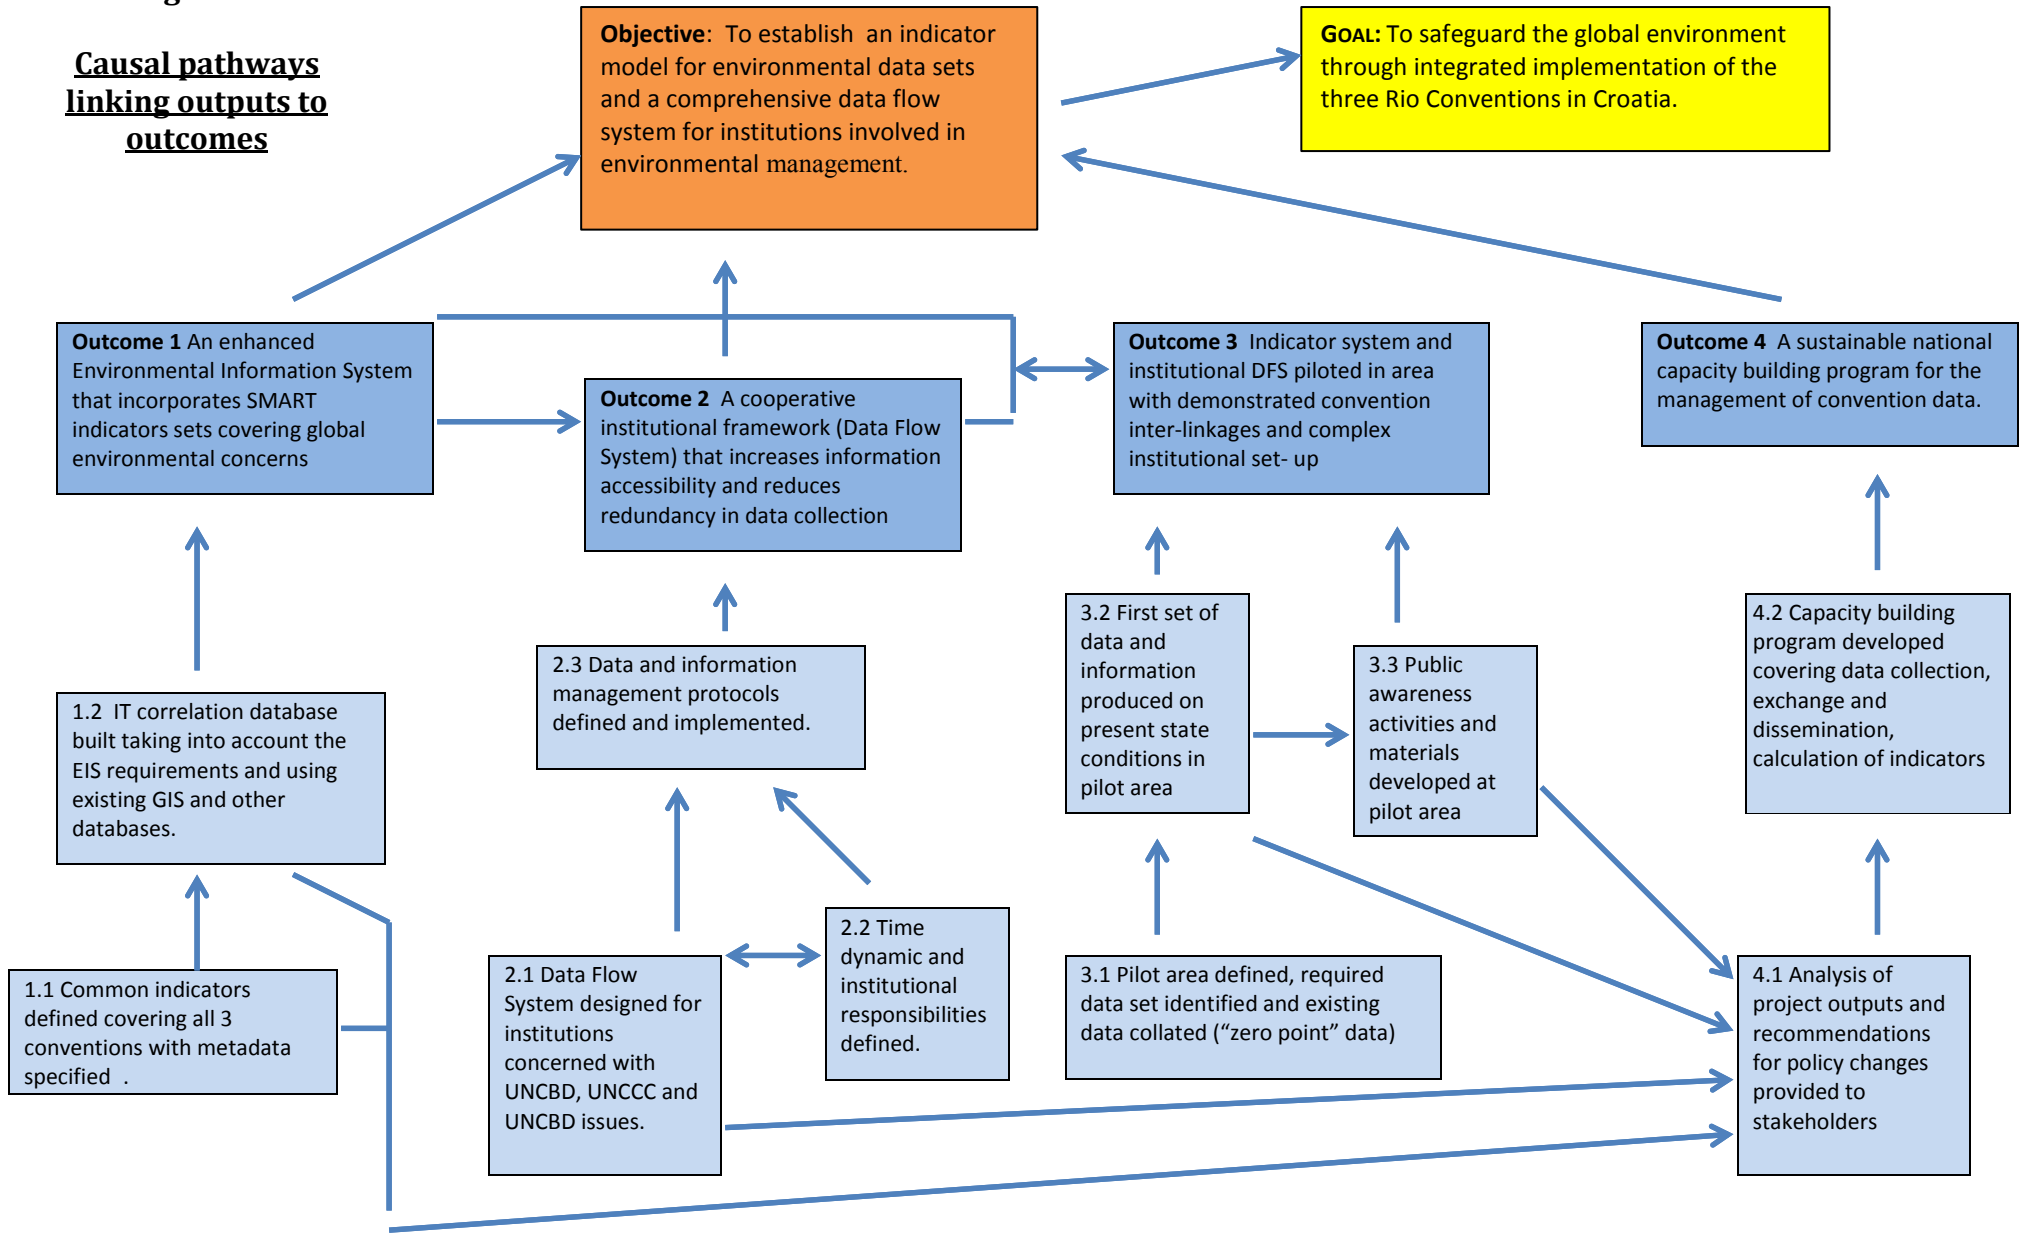 Causal pathways
linking outputs to
outcomes
Objective: To establish an indicator
model for environmental data sets
and a comprehensive data flow
system for institutions involved in
environmental management.
GOAL: To safeguard the global environment
through integrated implementation of the
three Rio Conventions in Croatia.
Outcome 1 An enhanced
Environmental Information System
that incorporates SMART
indicators sets covering global
environmental concerns
Outcome 2 A cooperative
institutional framework (Data Flow
System) that increases information
accessibility and reduces
redundancy in data collection
Outcome 3 Indicator system and
institutional DFS piloted in area
with demonstrated convention
inter-linkages and complex
institutional set- up
Outcome 4 A sustainable national
capacity building program for the
management of convention data.
1.2 IT correlation database
built taking into account the
EIS requirements and using
existing GIS and other
databases.
2.3 Data and information
management protocols
defined and implemented.
3.2 First set of
data and
information
produced on
present state
conditions in
pilot area
3.3 Public
awareness
activities and
materials
developed at
pilot area
4.2 Capacity building
program developed
covering data collection,
exchange and
dissemination,
calculation of indicators
1.1 Common indicators
defined covering all 3
conventions with metadata
specified .
2.1 Data Flow
System designed for
institutions
concerned with
UNCBD, UNCCC and
UNCBD issues.
2.2 Time
dynamic and
institutional
responsibilities
defined.
3.1 Pilot area defined, required
data set identified and existing
data collated (“zero point” data)
4.1 Analysis of
project outputs and
recommendations
for policy changes
provided to
stakeholders